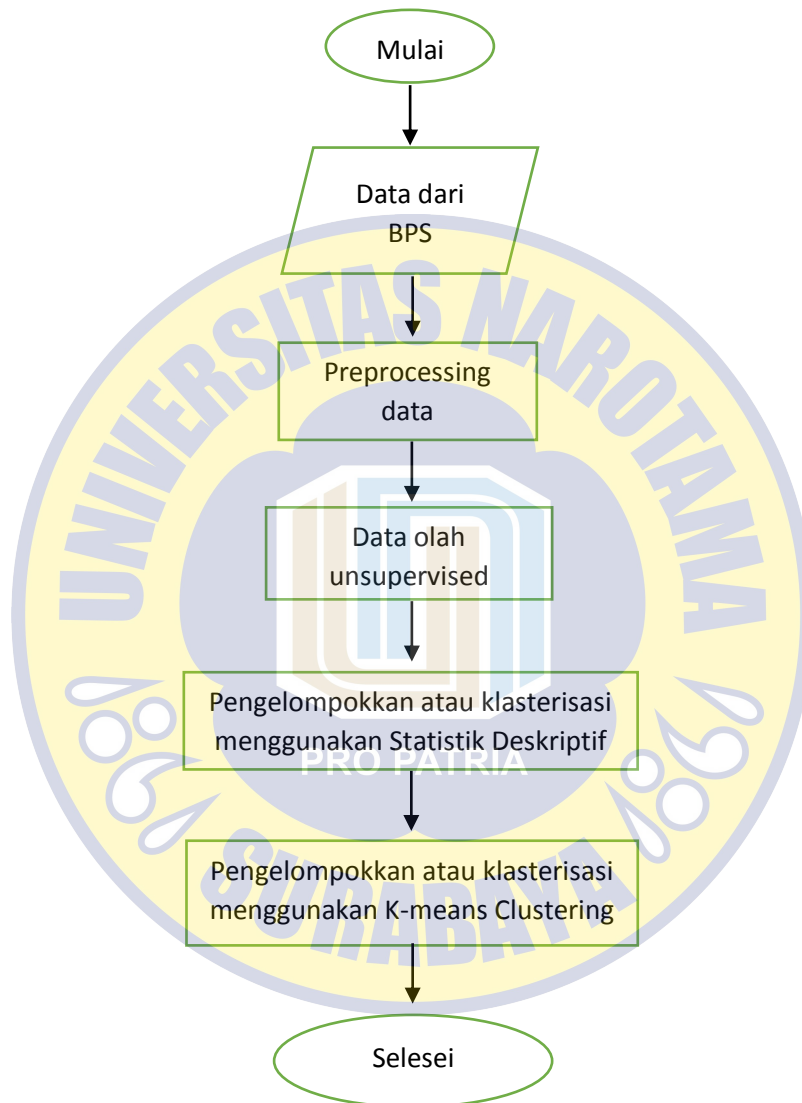 Mulai
Data dari
BPS
UNIVERSITAS NAROTAMA
Preprocessing
data
Data olah
unsupervised
Pengelompokkan atau klasterisasi
menggunakan Statistik Deskriptif
PRO PATRIA
Pengelompokkan atau klasterisasi
menggunakan K-means Clustering
SURABAYA
Selesei